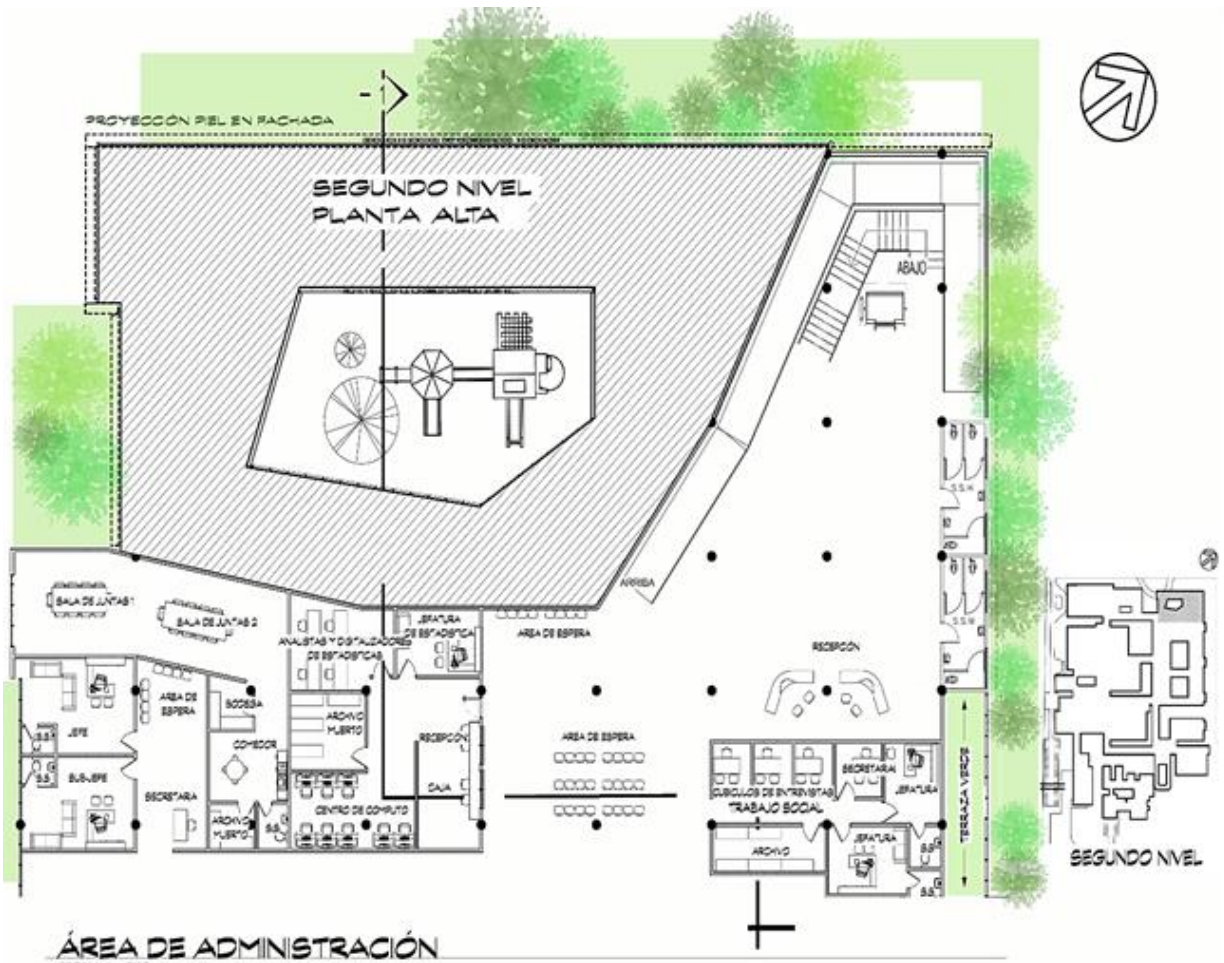 PROYECCIÓN PIEL EN FACHADA
SEGUNDO NIVEL
PLANTA ALTA
ABAJO
S.S.H.
ARRIBA
SALA DE JUNTAS 1
SALA DE JUNTAS 2
ANALISTAS Y DIGITALIZADORES
DE ESTADISTICAS
JEFATURA
DE ESTADISTICA
AREA DE ESPERA
RECEPCIÓN
S.S.M.
AREA DE
ESPERA
BODEGA
ARCHIVO
MUERTO
RECEPCIÓN
AREA DE ESPERA
JEFE
S.S.
COMEDOR
S.S.
SUBJEFE
SECRETARIA
CAJA
CENTRO DE COMPUTO
ARCHIVO
MUERTO
S.S.
SECRETARIA
JEFATURA
CUBICULOS DE ENTREVISTAS
TRABAJO SOCIAL
ARCHIVO
JEFATURA
S.S.
S.S.
TERRAZA VERDE
SEGUNDO NIVEL
ÁREA DE ADMINISTRACIÓN